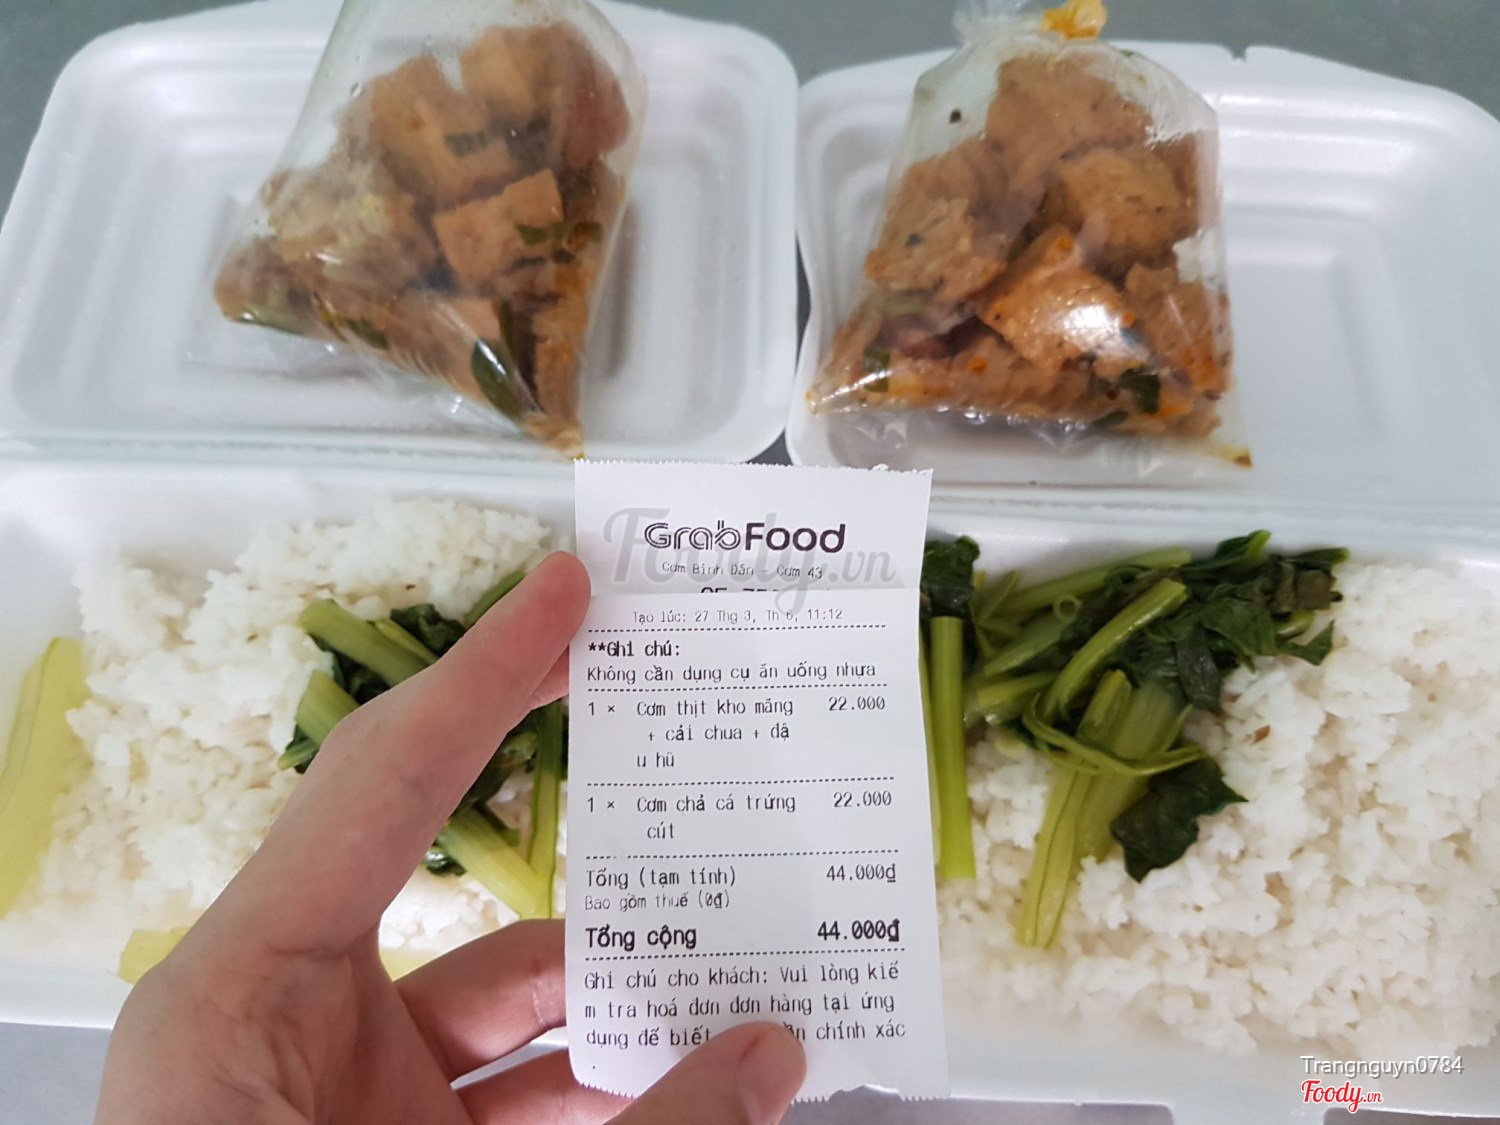 GrabFood
Foody.vn
Cơm Bình Dân - Cơm 43
Tạo lúc: 27 Thg 3, Th 6, 11:12
**Ghi chú:
Không cần dụng cụ ăn uống nhựa
1 × Cơm thịt kho măng 22.000
+ cải chua + đậ
u hũ
1 × Cơm chả cá trứng 22.000
cút
Tổng (tạm tính) 44.000₫
Bao gồm thuế (0₫)
Tổng cộng 44.000₫
Ghi chú cho khách: Vui lòng kiể
m tra hoá đơn đơn hàng tại ứng
dụng để biết chính xác
Trangnguyn0784
Foody.vn